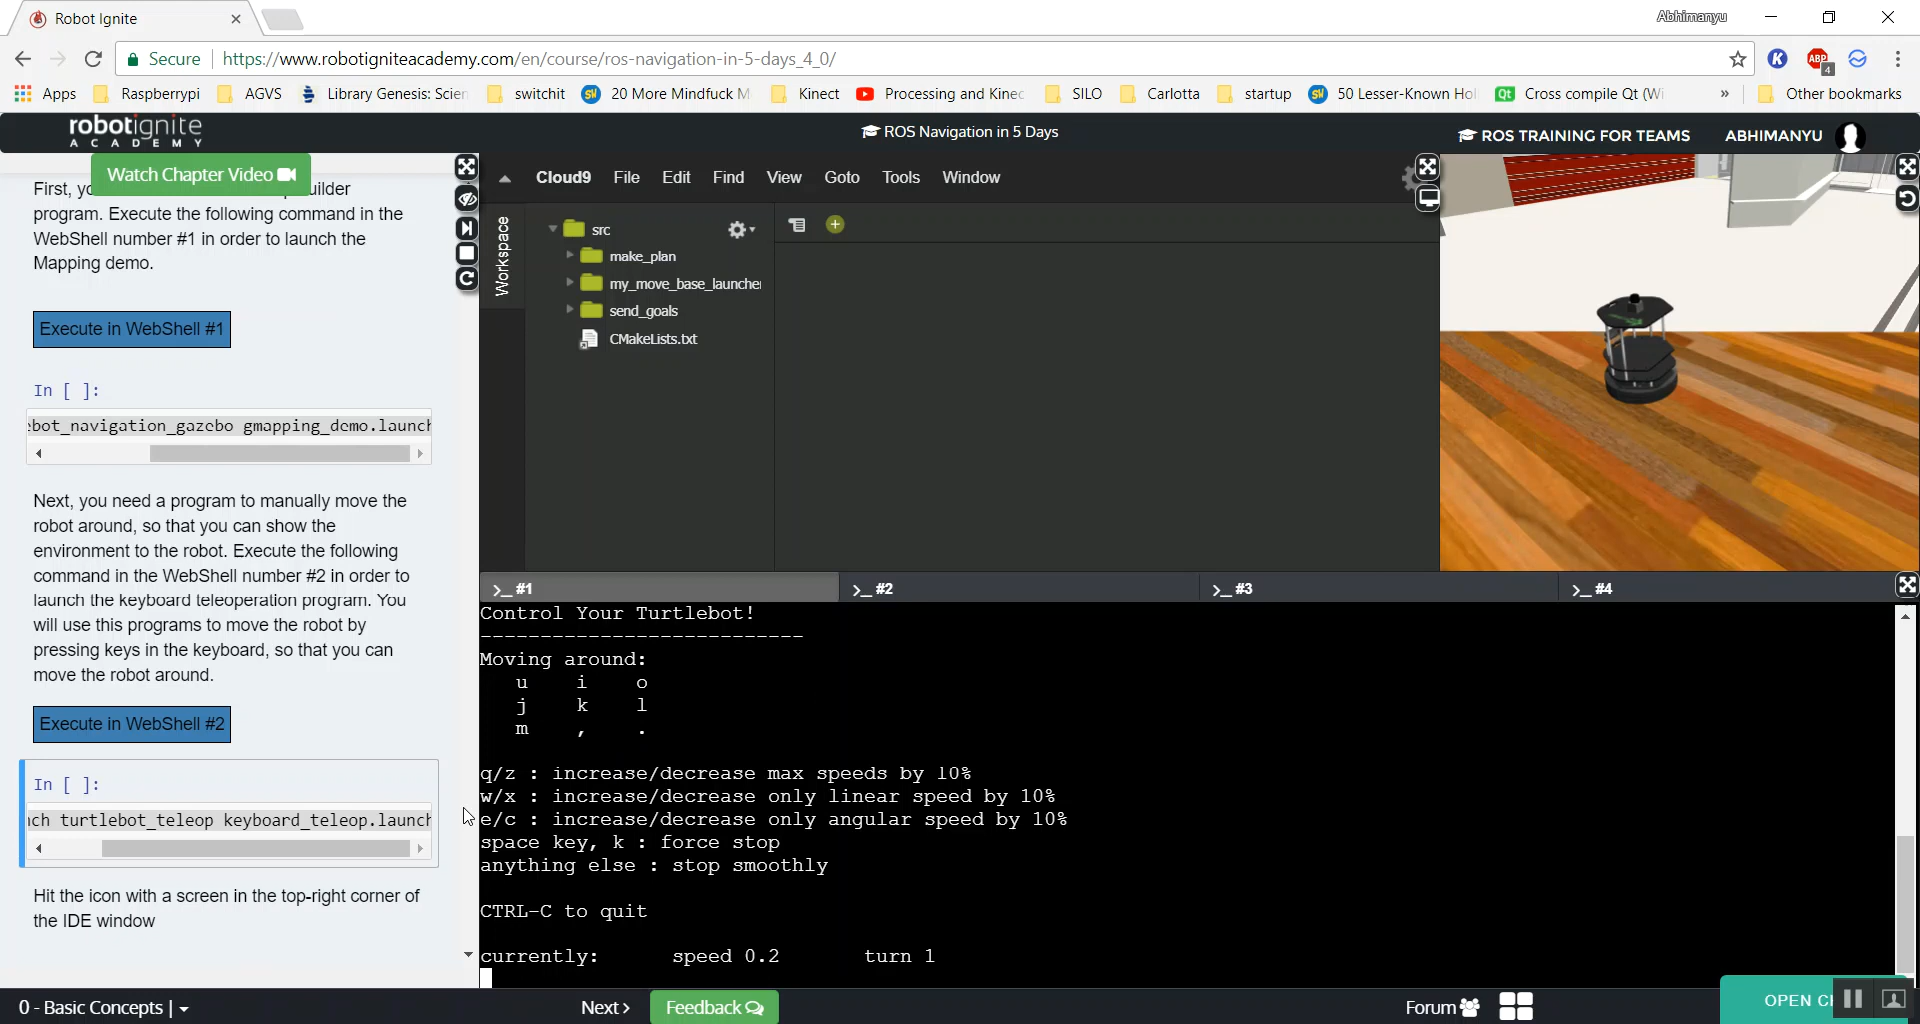 Robot Ignite
Abhimanyu
Secure
https://www.robotigniteacademy.com/en/course/ros-navigation-in-5-days_4_0/
K
ABP
4
Apps
Raspberrypi
AGVS
Library Genesis: Scien
switchit
SW
20 More Mindfuck M
Kinect
Processing and Kinec
SILO
Carlotta
startup
SW
50 Lesser-Known Ho
Qt
Cross compile Qt (Wi
»
Other bookmarks
robotignite
ACADEMY
ROS Navigation in 5 Days
ROS TRAINING FOR TEAMS
ABHIMANYU
Watch Chapter Video
First, yo
uilder
program. Execute the following command in the
WebShell number #1 in order to launch the
Mapping demo.
Execute in WebShell #1
In [ ]:
ebot_navigation_gazebo gmapping_demo.launch
Next, you need a program to manually move the
robot around, so that you can show the
environment to the robot. Execute the following
command in the WebShell number #2 in order to
launch the keyboard teleoperation program. You
will use this programs to move the robot by
pressing keys in the keyboard, so that you can
move the robot around.
Execute in WebShell #2
In [ ]:
nch turtlebot_teleop keyboard_teleop.launch
Hit the icon with a screen in the top-right corner of
the IDE window
Cloud9 File Edit Find View Goto Tools Window
Workspace
src
make_plan
my_move_base_launcher
send_goals
CMakeLists.txt
>_ #1
>_ #2
>_ #3
>_ #4
Control Your Turtlebot!
---------------------------
Moving around:
u i o
j k l
m , .
q/z : increase/decrease max speeds by 10%
w/x : increase/decrease only linear speed by 10%
e/c : increase/decrease only angular speed by 10%
space key, k : force stop
anything else : stop smoothly
CTRL-C to quit
currently: speed 0.2 turn 1
0 - Basic Concepts |
Next >
Feedback
Forum
OPEN C